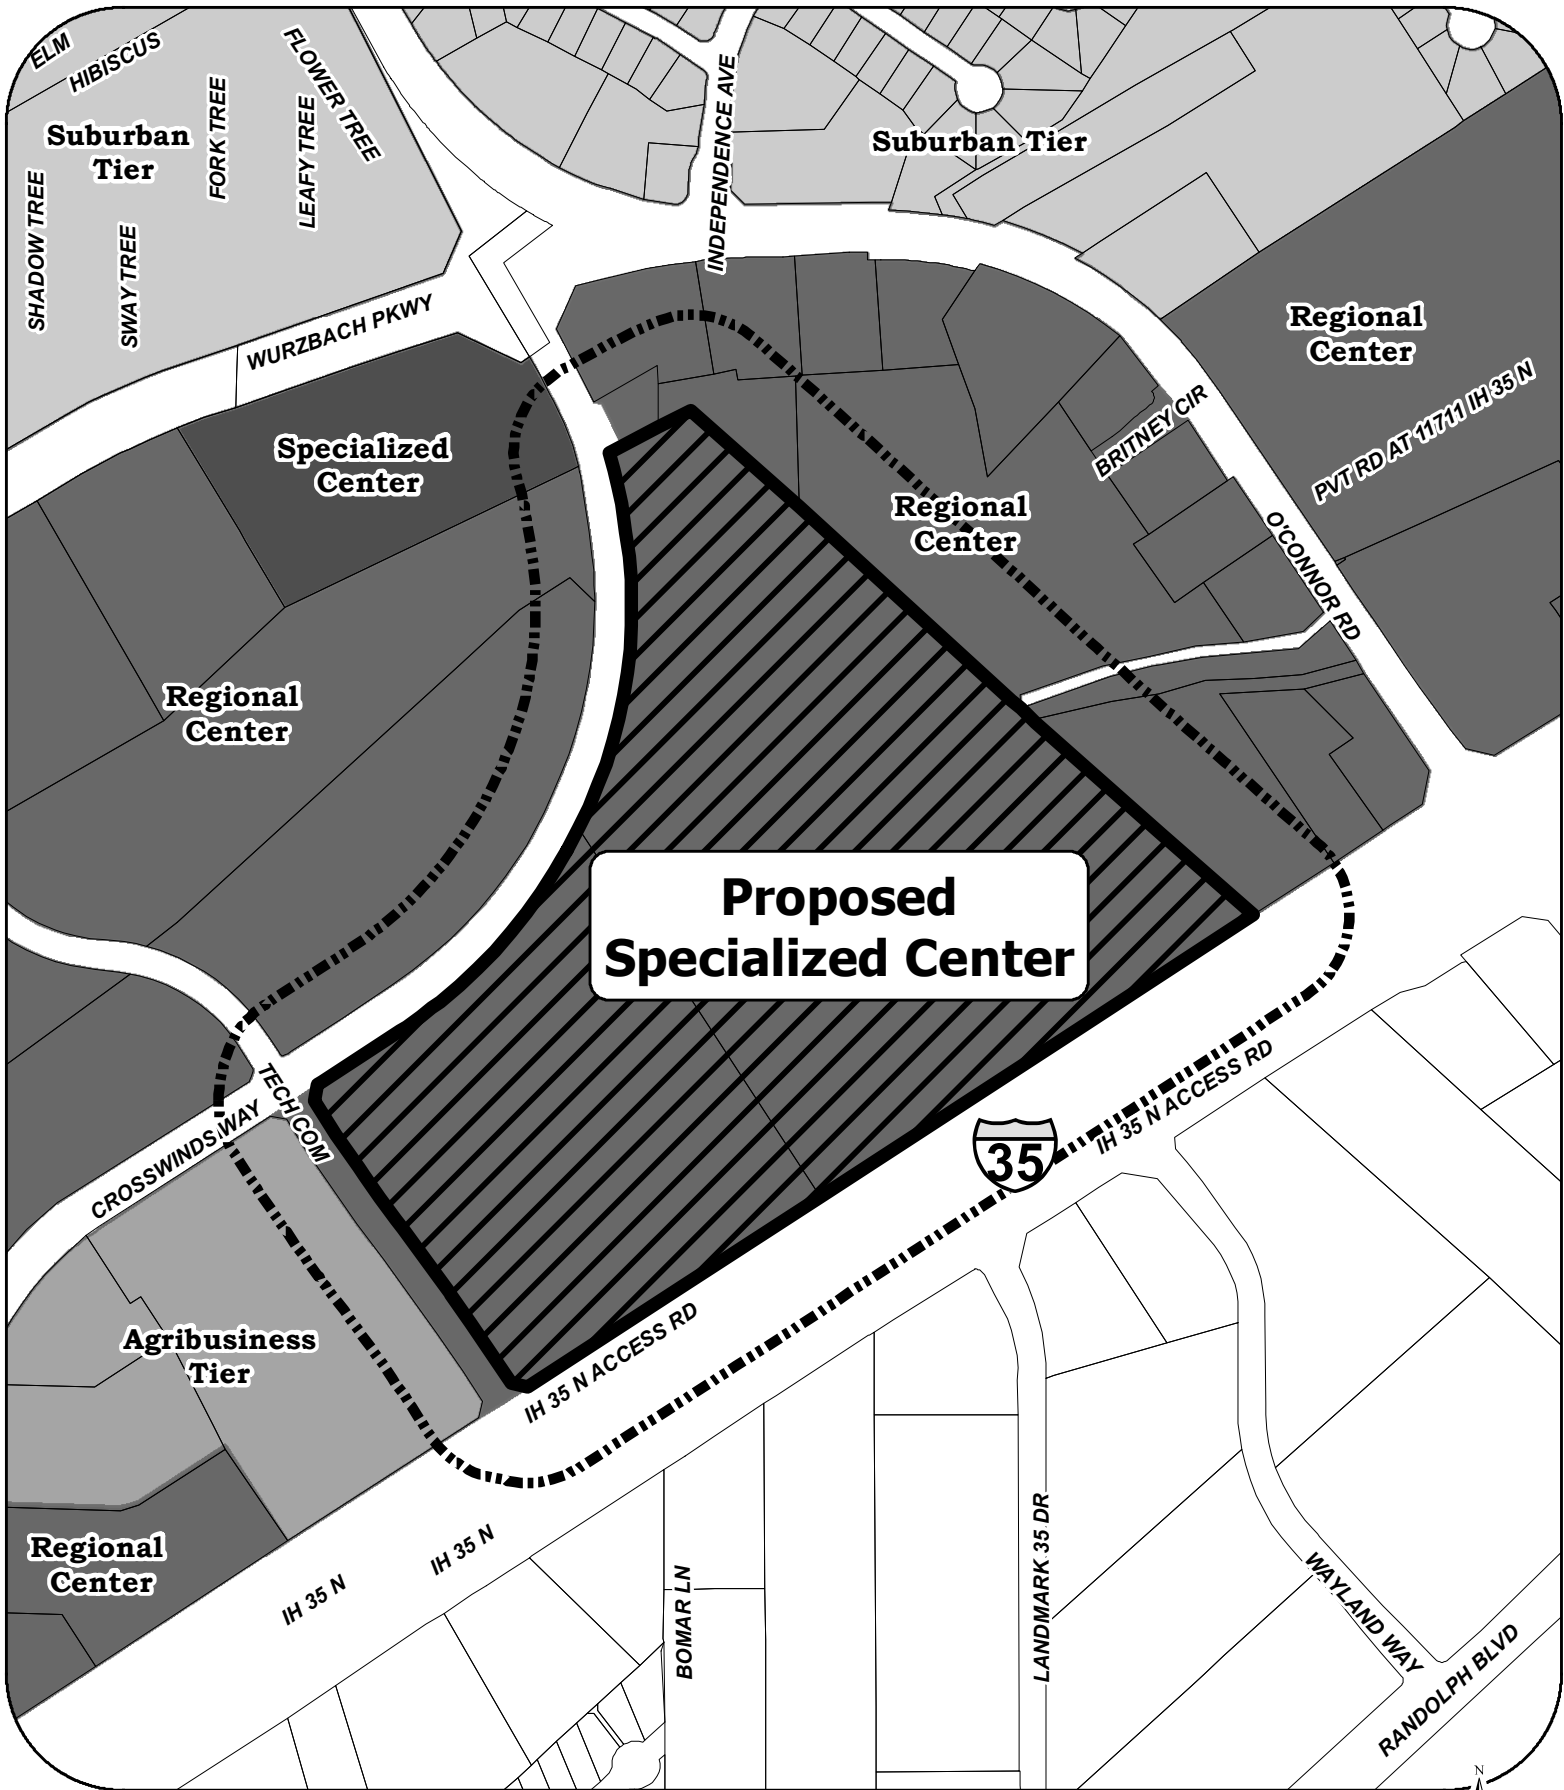 ELM
HIBISCUS
FLOWER TREE
Suburban
Tier
FORK TREE
LEAFY TREE
SHADOW TREE
SWAY TREE
INDEPENDENCE AVE
Suburban Tier
WURZBACH PKWY
Regional
Center
PVT RD AT 11711 IH 35 N
BRITNEY CIR
Specialized
Center
Regional
Center
O'CONNOR RD
Regional
Center
Proposed
Specialized Center
TECH COM
CROSSWINDS WAY
35
IH 35 N ACCESS RD
IH 35 N ACCESS RD
Agribusiness
Tier
Regional
Center
IH 35 N
IH 35 N
BOMAR LN
LANDMARK 35 DR
WAYLAND WAY
RANDOLPH BLVD
N